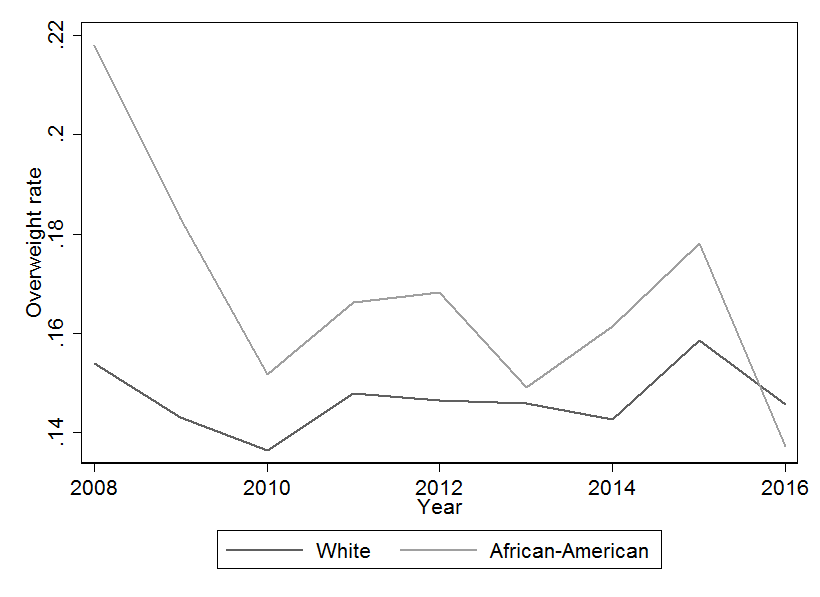 Overweight rate
.22
.2
.18
.16
.14
2008 2010 2012 2014 2016
Year
White African-American